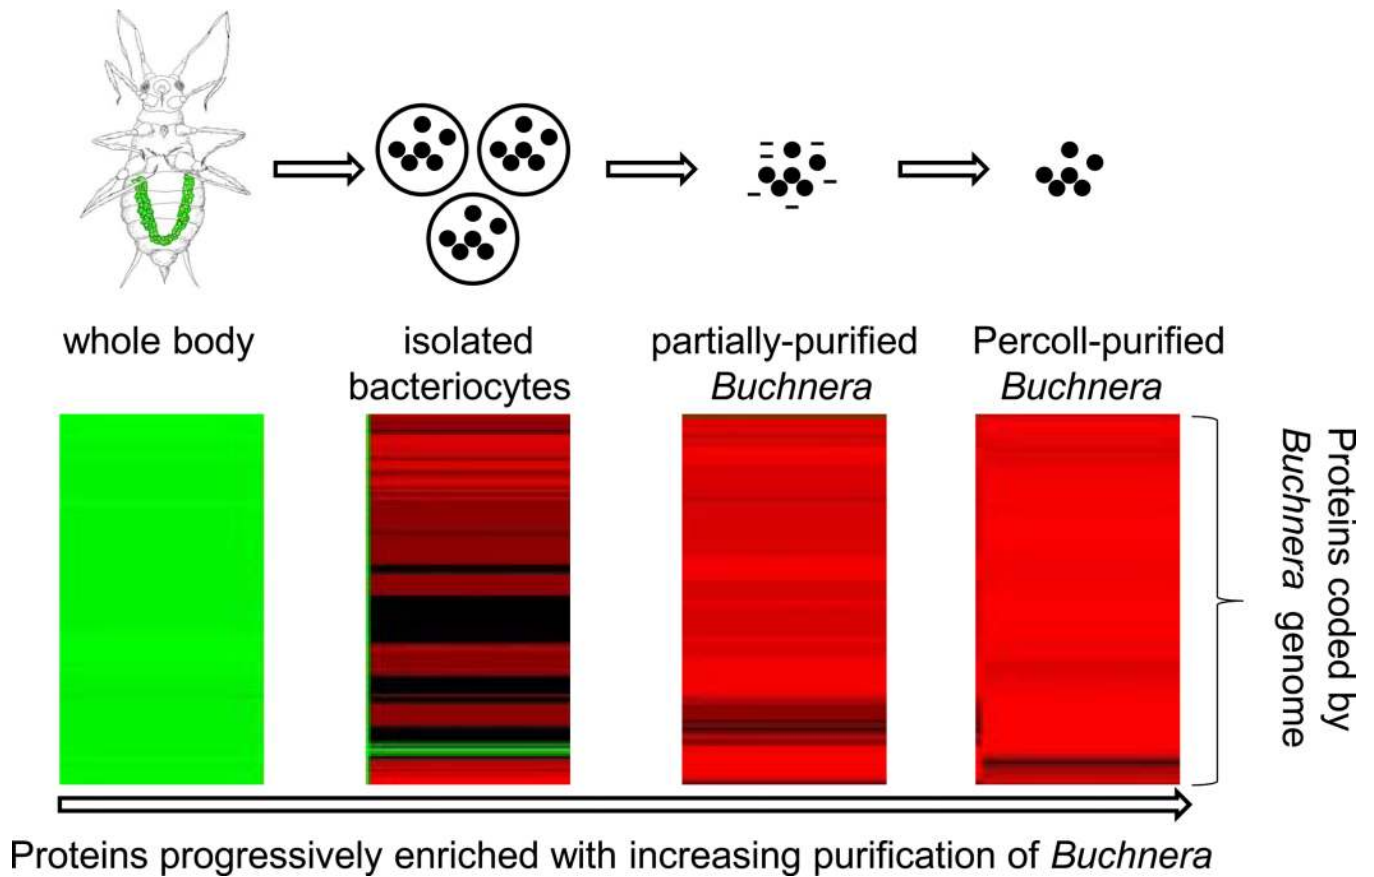 whole body
isolated
bacteriocytes
partially-purified
Buchnera
Percoll-purified
Buchnera
Proteins coded by
Buchnera genome
Proteins progressively enriched with increasing purification of Buchnera